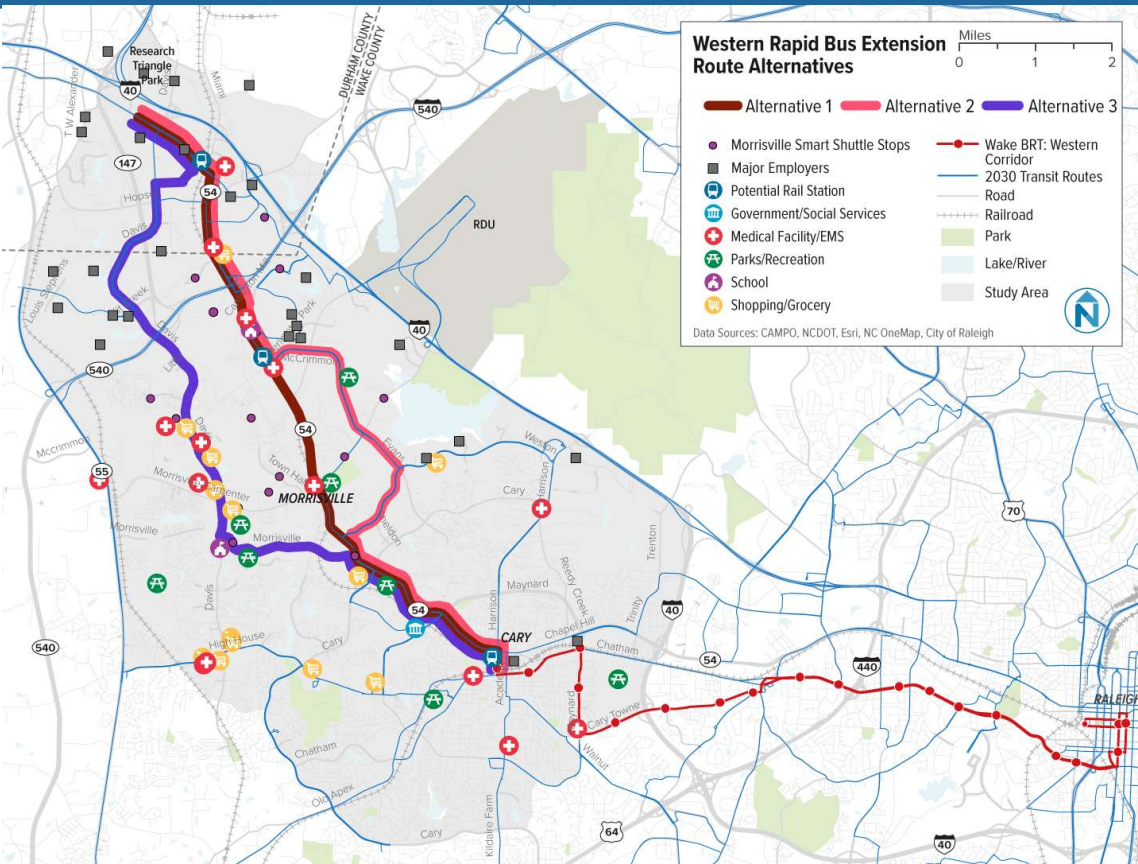 Western Rapid Bus Extension
Route Alternatives
Miles
0 1 2
Alternative 1
Alternative 2
Alternative 3
Morrisville Smart Shuttle Stops
Major Employers
Potential Rail Station
Government/Social Services
Medical Facility/EMS
Parks/Recreation
School
Shopping/Grocery
Wake BRT: Western
Corridor
2030 Transit Routes
Road
Railroad
Park
Lake/River
Study Area
N
Data Sources: CAMPO, NCDOT, Esri, NC OneMap, City of Raleigh
Research
Triangle
Park
40
T W Alexander
Miami
DURHAM COUNTY
WAKE COUNTY
540
147
54
Davis
RDU
Louis Stephens
Davis
40
540
McCrimmon
54
Davis
Evans
Weston
McCrimmon
55
Town Hall
Cary
Harrison
MORRISVILLE
70
Morrisville
Morrisville
Trenton
Reedy Creek
Maynard
Davis
Harrison
Trinity
40
54
Chapel Hill
CARY
Chatham
High House
Cary
540
54
440
RALEIGH
Cary Towne
Walnut
Chatham
Old Apex
Cary
Kildaire Farm
64
40